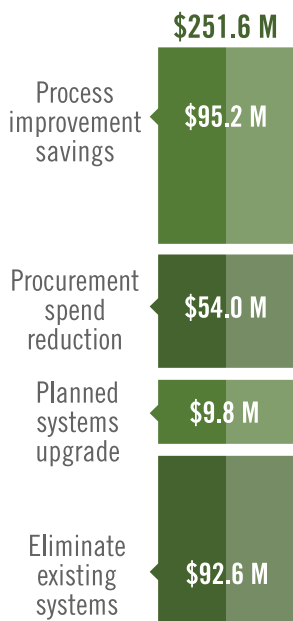 $251.6 M
Process
improvement
savings
$95.2 M
Procurement
spend
reduction
$54.0 M
Planned
systems
upgrade
$9.8 M
Eliminate
existing
systems
$92.6 M